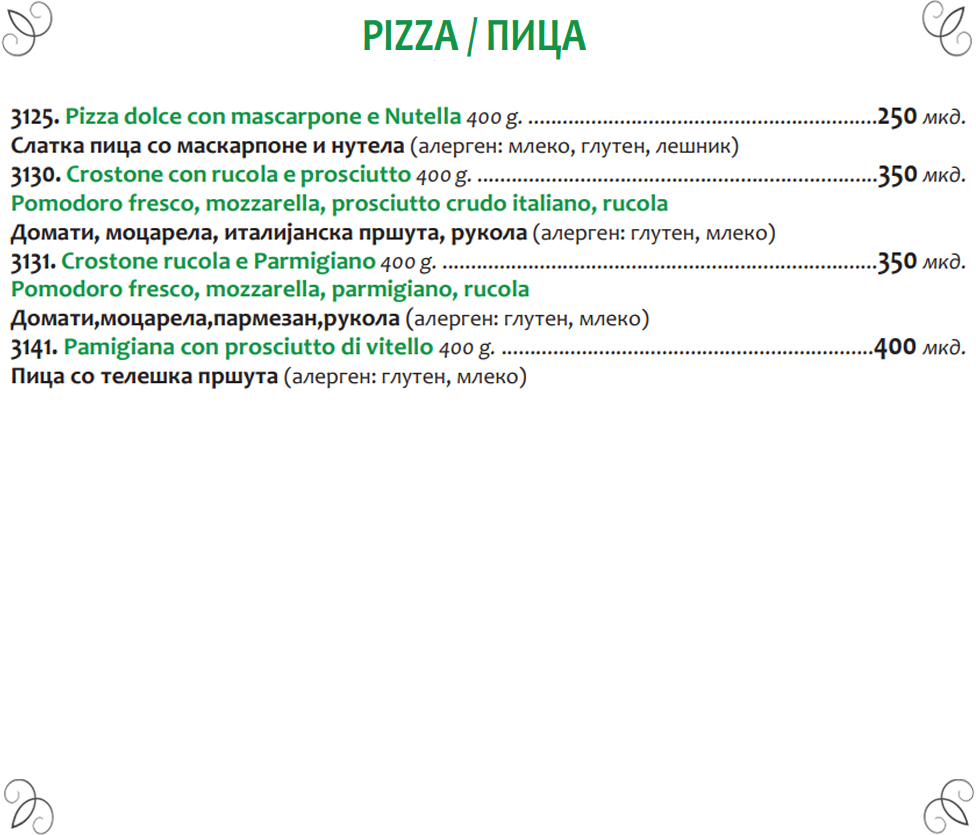 PIZZA / ПИЦА
3125. Pizza dolce con mascarpone e Nutella 400 g. ..........................................................................250 мкд.
Слатка пица со маскарпоне и нутела (алерген: млеко, глутен, лешник)
3130. Crostone con rucola e prosciutto 400 g. .....................................................................................350 мкд.
Pomodoro fresco, mozzarella, prosciutto crudo italiano, rucola
Домати, моцарела, италијанска пршута, рукола (алерген: глутен, млеко)
3131. Crostone rucola e Parmigiano 400 g. ............................................................................................350 мкд.
Pomodoro fresco, mozzarella, parmigiano, rucola
Домати,моцарела,пармезан,рукола (алерген: глутен, млеко)
3141. Pamigiana con prosciutto di vitello 400 g. ...............................................................................400 мкд.
Пица со телешка пршута (алерген: глутен, млеко)